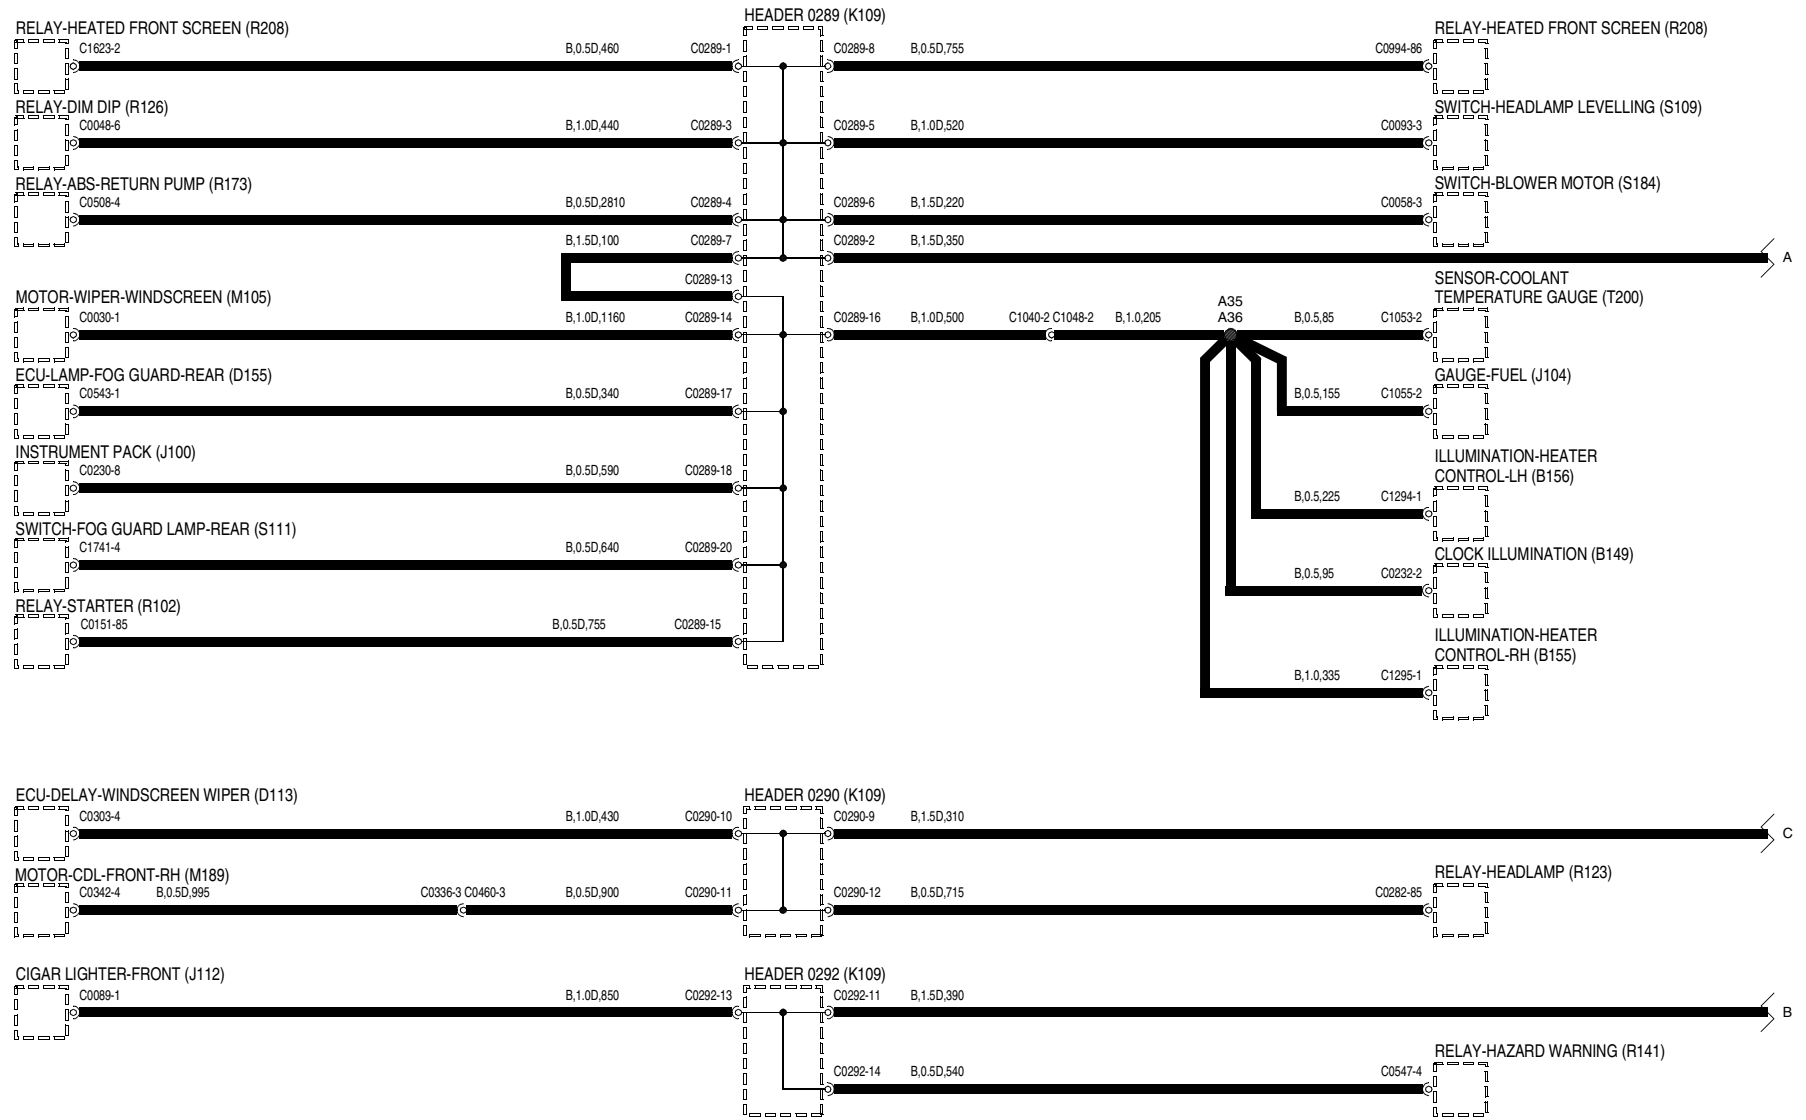 HEADER 0289 (K109)
RELAY-HEATED FRONT SCREEN (R208)
C1623-2 B,0.5D,460 C0289-1
C0289-8 B,0.5D,755 C0994-86
RELAY-HEATED FRONT SCREEN (R208)
RELAY-DIM DIP (R126)
C0048-6 B,1.0D,440 C0289-3
C0289-5 B,1.0D,520 C0093-3
SWITCH-HEADLAMP LEVELLING (S109)
RELAY-ABS-RETURN PUMP (R173)
C0508-4 B,0.5D,2810 C0289-4
C0289-6 B,1.5D,220 C0058-3
SWITCH-BLOWER MOTOR (S184)
B,1.5D,100 C0289-7
C0289-2 B,1.5D,350
A
C0289-13
MOTOR-WIPER-WINDSCREEN (M105)
C0030-1 B,1.0D,1160 C0289-14
C0289-16 B,1.0D,500 C1040-2 C1048-2 B,1.0,205
A35
A36
B,0.5,85 C1053-2
SENSOR-COOLANT
TEMPERATURE GAUGE (T200)
ECU-LAMP-FOG GUARD-REAR (D155)
C0543-1 B,0.5D,340 C0289-17
B,0.5,155 C1055-2
GAUGE-FUEL (J104)
INSTRUMENT PACK (J100)
C0230-8 B,0.5D,590 C0289-18
ILLUMINATION-HEATER
CONTROL-LH (B156)
B,0.5,225 C1294-1
SWITCH-FOG GUARD LAMP-REAR (S111)
C1741-4 B,0.5D,640 C0289-20
CLOCK ILLUMINATION (B149)
B,0.5,95 C0232-2
RELAY-STARTER (R102)
C0151-85 B,0.5D,755 C0289-15
ILLUMINATION-HEATER
CONTROL-RH (B155)
B,1.0,335 C1295-1
ECU-DELAY-WINDSCREEN WIPER (D113)
HEADER 0290 (K109)
C0303-4 B,1.0D,430 C0290-10
C0290-9 B,1.5D,310
C
MOTOR-CDL-FRONT-RH (M189)
C0342-4 B,0.5D,995 C0336-3 C0460-3 B,0.5D,900 C0290-11
C0290-12 B,0.5D,715 C0282-85
RELAY-HEADLAMP (R123)
CIGAR LIGHTER-FRONT (J112)
HEADER 0292 (K109)
C0089-1 B,1.0D,850 C0292-13
C0292-11 B,1.5D,390
B
C0292-14 B,0.5D,540 C0547-4
RELAY-HAZARD WARNING (R141)